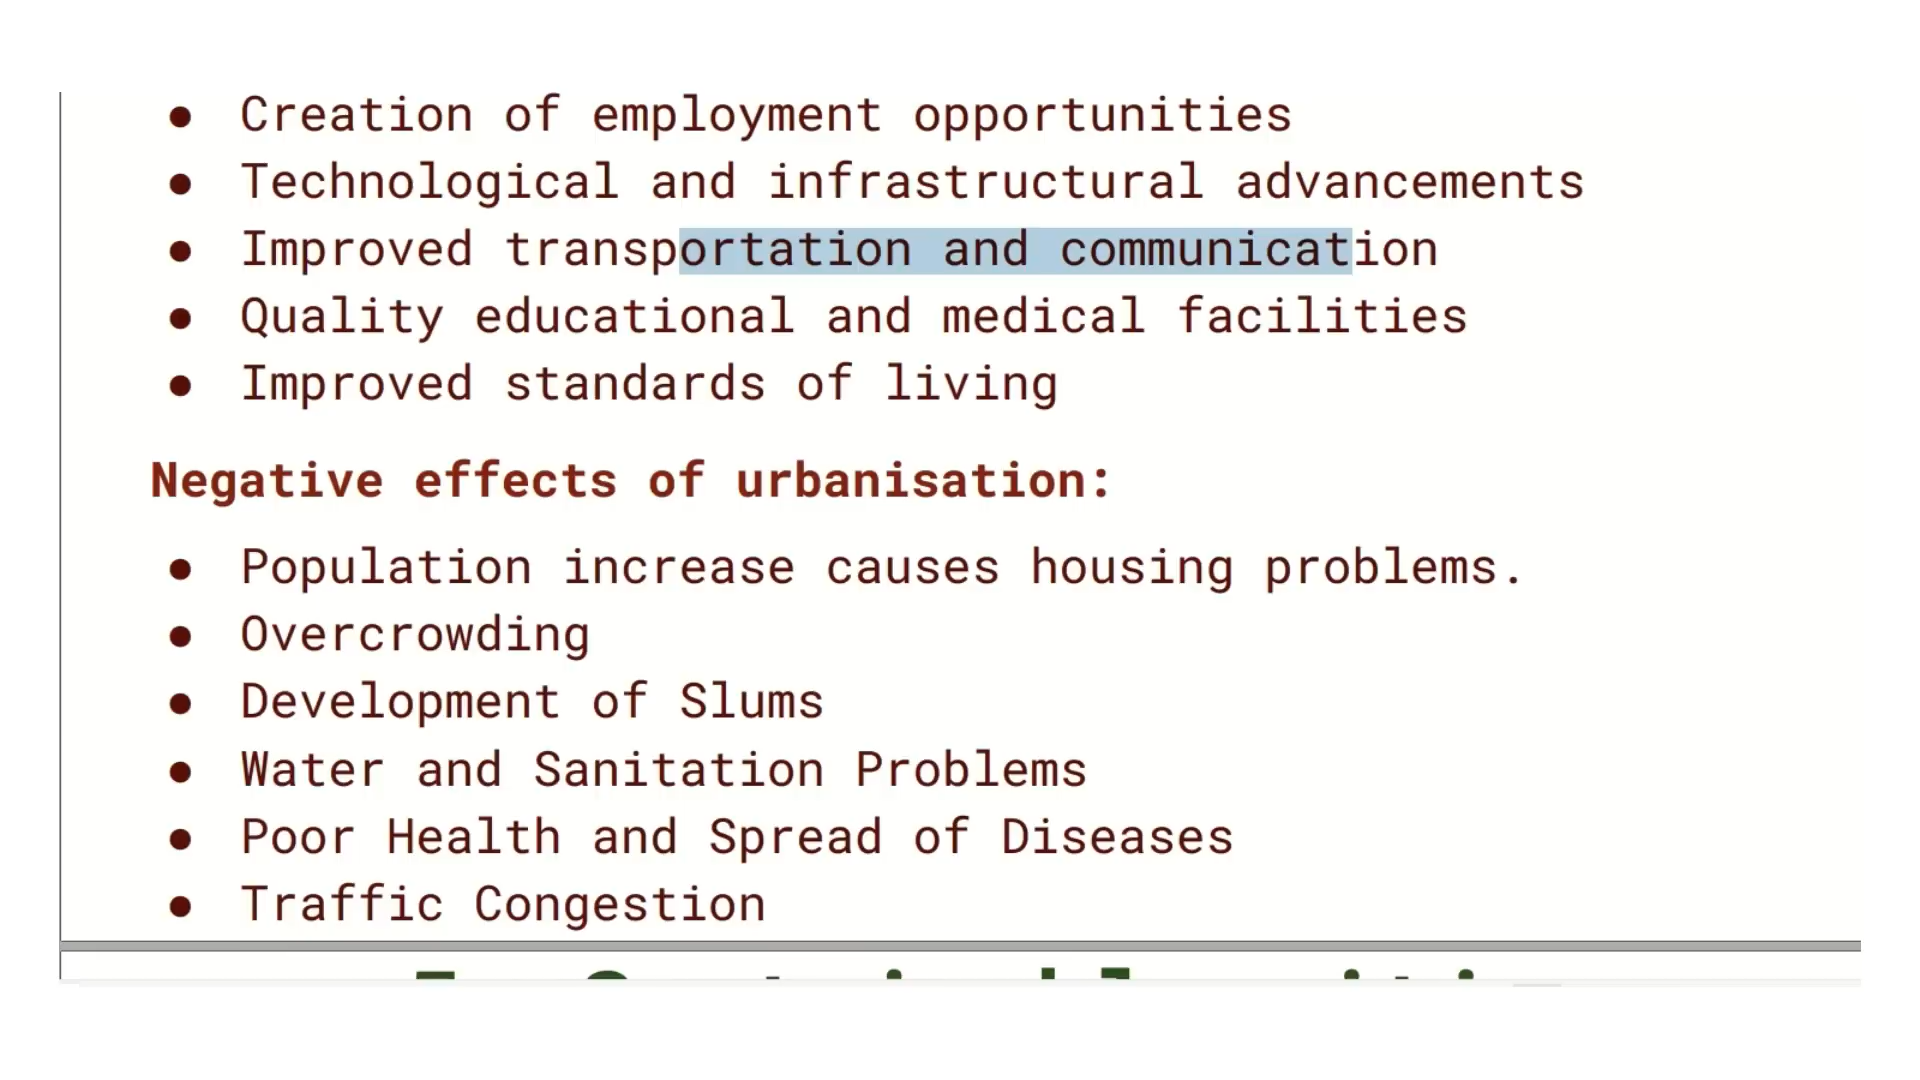 ● Creation of employment opportunities
● Technological and infrastructural advancements
● Improved transportation and communication
● Quality educational and medical facilities
● Improved standards of living
Negative effects of urbanisation:
● Population increase causes housing problems.
● Overcrowding
● Development of Slums
● Water and Sanitation Problems
● Poor Health and Spread of Diseases
● Traffic Congestion